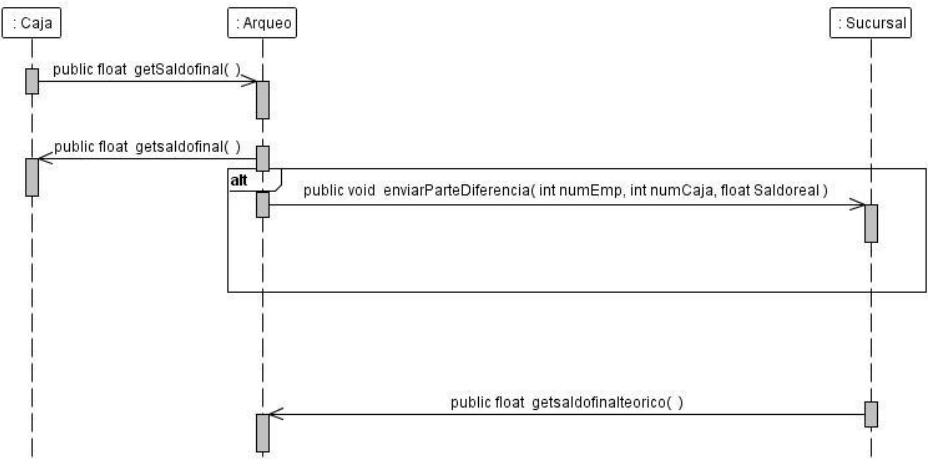 : Caja
: Arqueo
: Sucursal
public float getSaldofinal( )
public float getsaldofinal( )
alt
public void enviarParteDiferencia( int numEmp, int numCaja, float Saldoreal )
public float getsaldofinalteorico( )